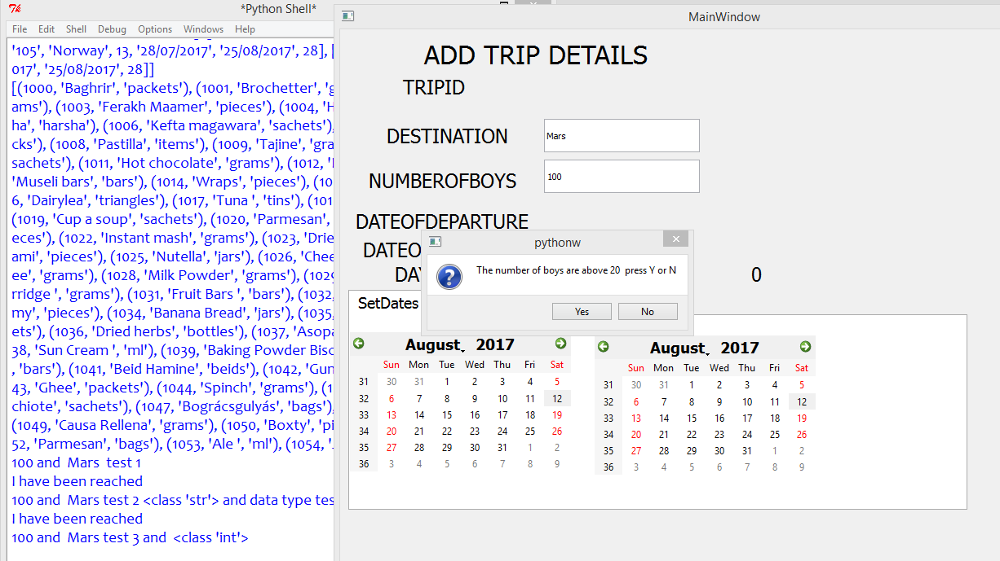 *Python Shell*
File Edit Shell Debug Options Windows Help
'105', 'Norway', 13, '28/07/2017', '25/08/2017', 28], [
017', '25/08/2017', 28]]
[(1000, 'Baghrir', 'packets'), (1001, 'Brochetter', 'g
ams'), (1003, 'Ferakh Maamer', 'pieces'), (1004, 'H
ha', 'harsha'), (1006, 'Kefta magawara', 'sachets'),
cks'), (1008, 'Pastilla', 'items'), (1009, 'Tajine', 'gra
sachets'), (1011, 'Hot chocolate', 'grams'), (1012, '
'Museli bars', 'bars'), (1014, 'Wraps', 'pieces'), (10
6, 'Dairylea', 'triangles'), (1017, 'Tuna ', 'tins'), (101
(1019, 'Cup a soup', 'sachets'), (1020, 'Parmesan',
eces'), (1022, 'Instant mash', 'grams'), (1023, 'Drie
ami', 'pieces'), (1025, 'Nutella', 'jars'), (1026, 'Chee
ee', 'grams'), (1028, 'Milk Powder', 'grams'), (1029
rridge ', 'grams'), (1031, 'Fruit Bars ', 'bars'), (1032,
my', 'pieces'), (1034, 'Banana Bread', 'jars'), (1035,
ets'), (1036, 'Dried herbs', 'bottles'), (1037, 'Asopa
38, 'Sun Cream ', 'ml'), (1039, 'Baking Powder Bisc
, 'bars'), (1041, 'Beid Hamine', 'beids'), (1042, 'Gun
43, 'Ghee', 'packets'), (1044, 'Spinch', 'grams'), (1
chiote', 'sachets'), (1047, 'Bográcsgulyás', 'bags'),
(1049, 'Causa Rellena', 'grams'), (1050, 'Boxty', 'pi
52, 'Parmesan', 'bags'), (1053, 'Ale ', 'ml'), (1054, '
100 and  Mars  test 1
I have been reached
100 and  Mars test 2 <class 'str'> and data type tes
I have been reached
100 and  Mars test 3 and  <class 'int'>
MainWindow
ADD TRIP DETAILS
TRIPID
DESTINATION Mars
NUMBEROFBOYS 100
DATEOFDEPARTURE
DATEO
DAY 0
pythonw
The number of boys are above 20  press Y or N
Yes No
SetDates
August, 2017
Sun Mon Tue Wed Thu Fri Sat
31 30 31 1 2 3 4 5
32 6 7 8 9 10 11 12
33 13 14 15 16 17 18 19
34 20 21 22 23 24 25 26
35 27 28 29 30 31 1 2
36 3 4 5 6 7 8 9
August, 2017
Sun Mon Tue Wed Thu Fri Sat
31 30 31 1 2 3 4 5
32 6 7 8 9 10 11 12
33 13 14 15 16 17 18 19
34 20 21 22 23 24 25 26
35 27 28 29 30 31 1 2
36 3 4 5 6 7 8 9